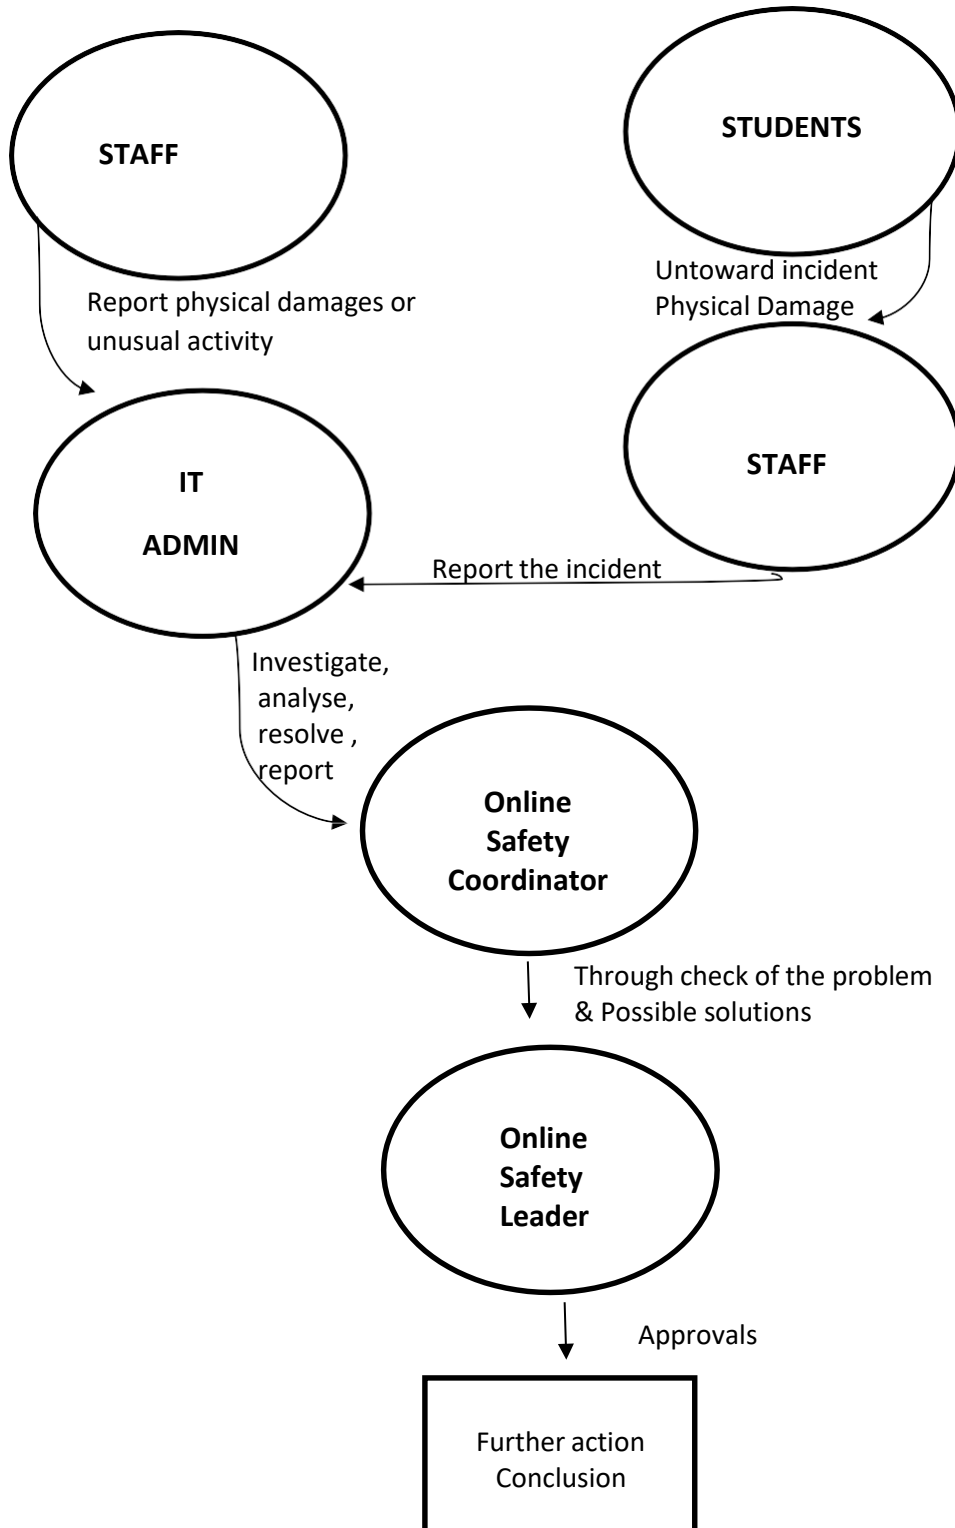 STAFF
STUDENTS
Untoward incident
Physical Damage
Report physical damages or
unusual activity
STAFF
IT
ADMIN
Report the incident
Investigate,
analyse,
resolve ,
report
Online
Safety
Coordinator
Through check of the problem
& Possible solutions
Online
Safety
Leader
Approvals
Further action
Conclusion